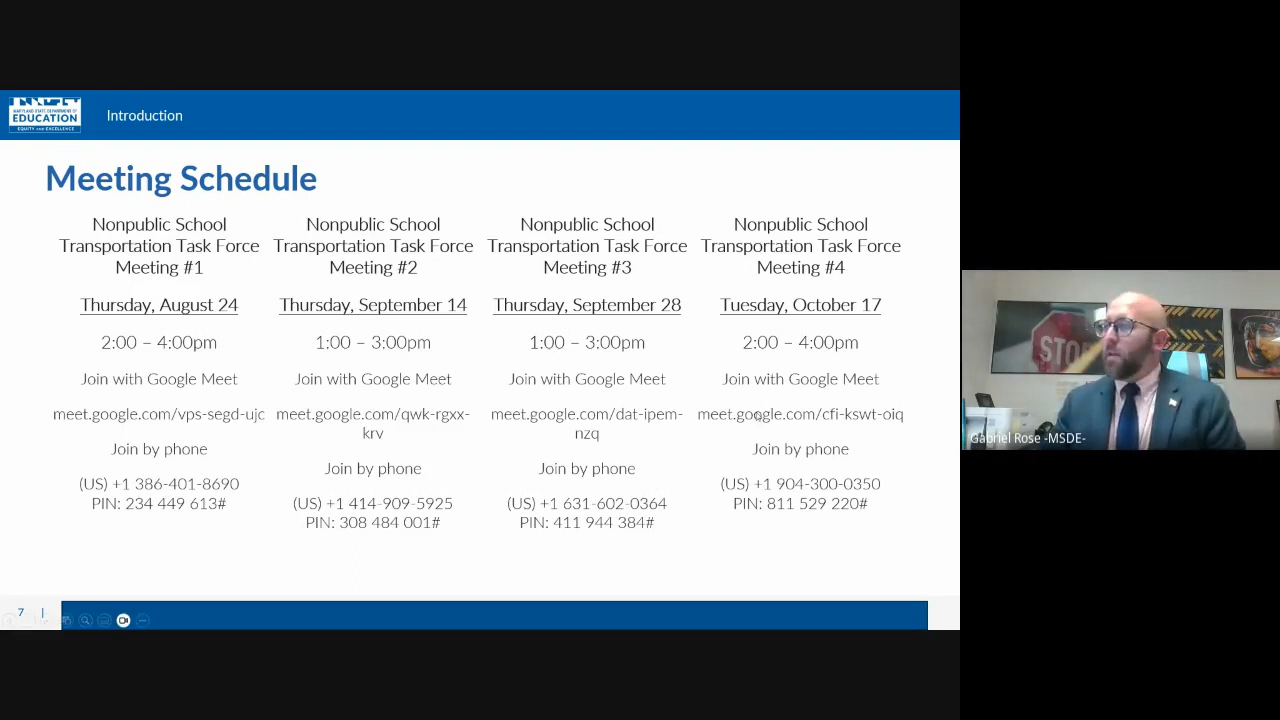 MARYLAND STATE DEPARTMENT OF
EDUCATION
EQUITY AND EXCELLENCE
Introduction
Meeting Schedule
Nonpublic School
Transportation Task Force
Meeting #1
Thursday, August 24
2:00 – 4:00pm
Join with Google Meet
meet.google.com/vps-segd-ujc
Join by phone
(US) +1 386-401-8690
PIN: 234 449 613#
Nonpublic School
Transportation Task Force
Meeting #2
Thursday, September 14
1:00 – 3:00pm
Join with Google Meet
meet.google.com/qwk-rgxx-
krv
Join by phone
(US) +1 414-909-5925
PIN: 308 484 001#
Nonpublic School
Transportation Task Force
Meeting #3
Thursday, September 28
1:00 – 3:00pm
Join with Google Meet
meet.google.com/dat-ipem-
nzq
Join by phone
(US) +1 631-602-0364
PIN: 411 944 384#
Nonpublic School
Transportation Task Force
Meeting #4
Tuesday, October 17
2:00 – 4:00pm
Join with Google Meet
meet.google.com/cfi-kswt-oiq
Join by phone
(US) +1 904-300-0350
PIN: 811 529 220#
7 |
STOP
Gabriel Rose -MSDE-